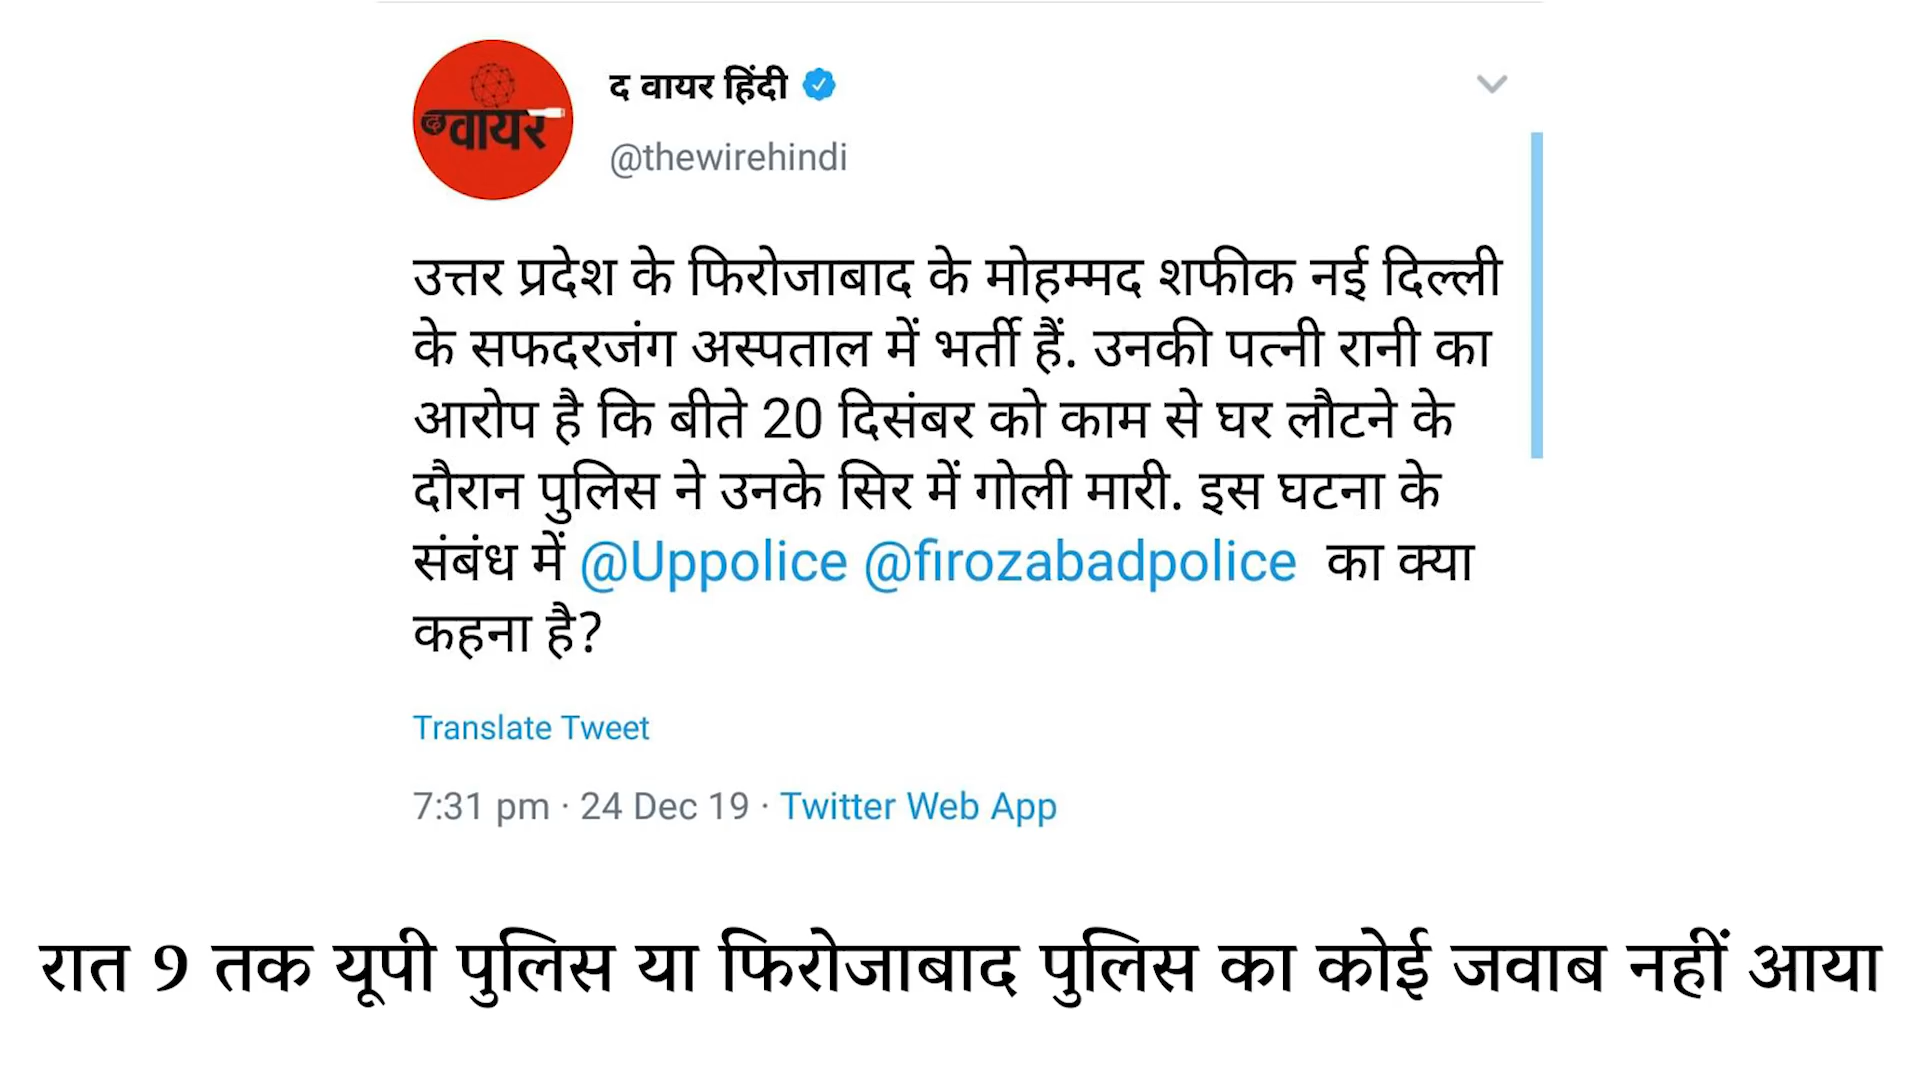 द वायर
द वायर हिंदी
@thewirehindi
उत्तर प्रदेश के फिरोजाबाद के मोहम्मद शफीक नई दिल्ली
के सफदरजंग अस्पताल में भर्ती हैं. उनकी पत्नी रानी का
आरोप है कि बीते 20 दिसंबर को काम से घर लौटने के
दौरान पुलिस ने उनके सिर में गोली मारी. इस घटना के
संबंध में @Uppolice @firozabadpolice का क्या
कहना है?
Translate Tweet
7:31 pm · 24 Dec 19 · Twitter Web App
रात 9 तक यूपी पुलिस या फिरोजाबाद पुलिस का कोई जवाब नहीं आया